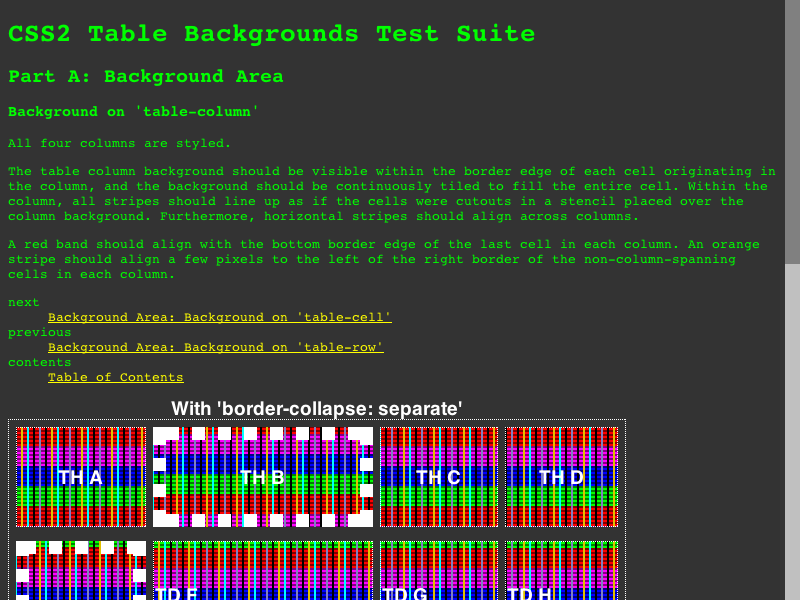 CSS2 Table Backgrounds Test Suite
Part A: Background Area
Background on 'table-column'
All four columns are styled.
The table column background should be visible within the border edge of each cell originating in
the column, and the background should be continuously tiled to fill the entire cell. Within the
column, all stripes should line up as if the cells were cutouts in a stencil placed over the
column background. Furthermore, horizontal stripes should align across columns.
A red band should align with the bottom border edge of the last cell in each column. An orange
stripe should align a few pixels to the left of the right border of the non-column-spanning
cells in each column.
next
Background Area: Background on 'table-cell'
previous
Background Area: Background on 'table-row'
contents
Table of Contents
With 'border-collapse: separate'
TH A TH B TH C TH D
TD F TD G TD H